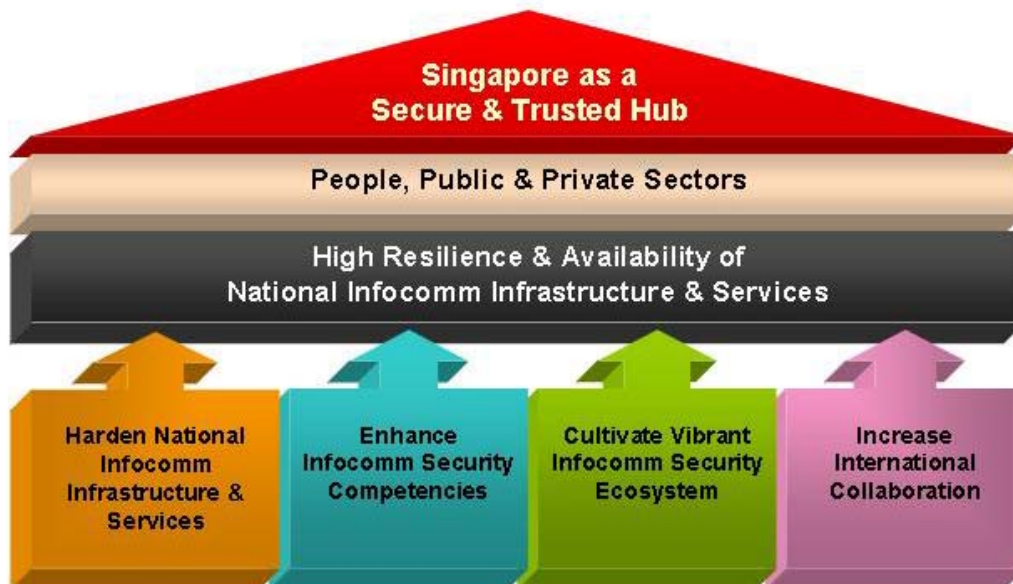 Singapore as a
Secure & Trusted Hub
People, Public & Private Sectors
High Resilience & Availability of
National Infocomm Infrastructure & Services
Harden National
Infocomm
Infrastructure &
Services
Enhance
Infocomm Security
Competencies
Cultivate Vibrant
Infocomm Security
Ecosystem
Increase
International
Collaboration